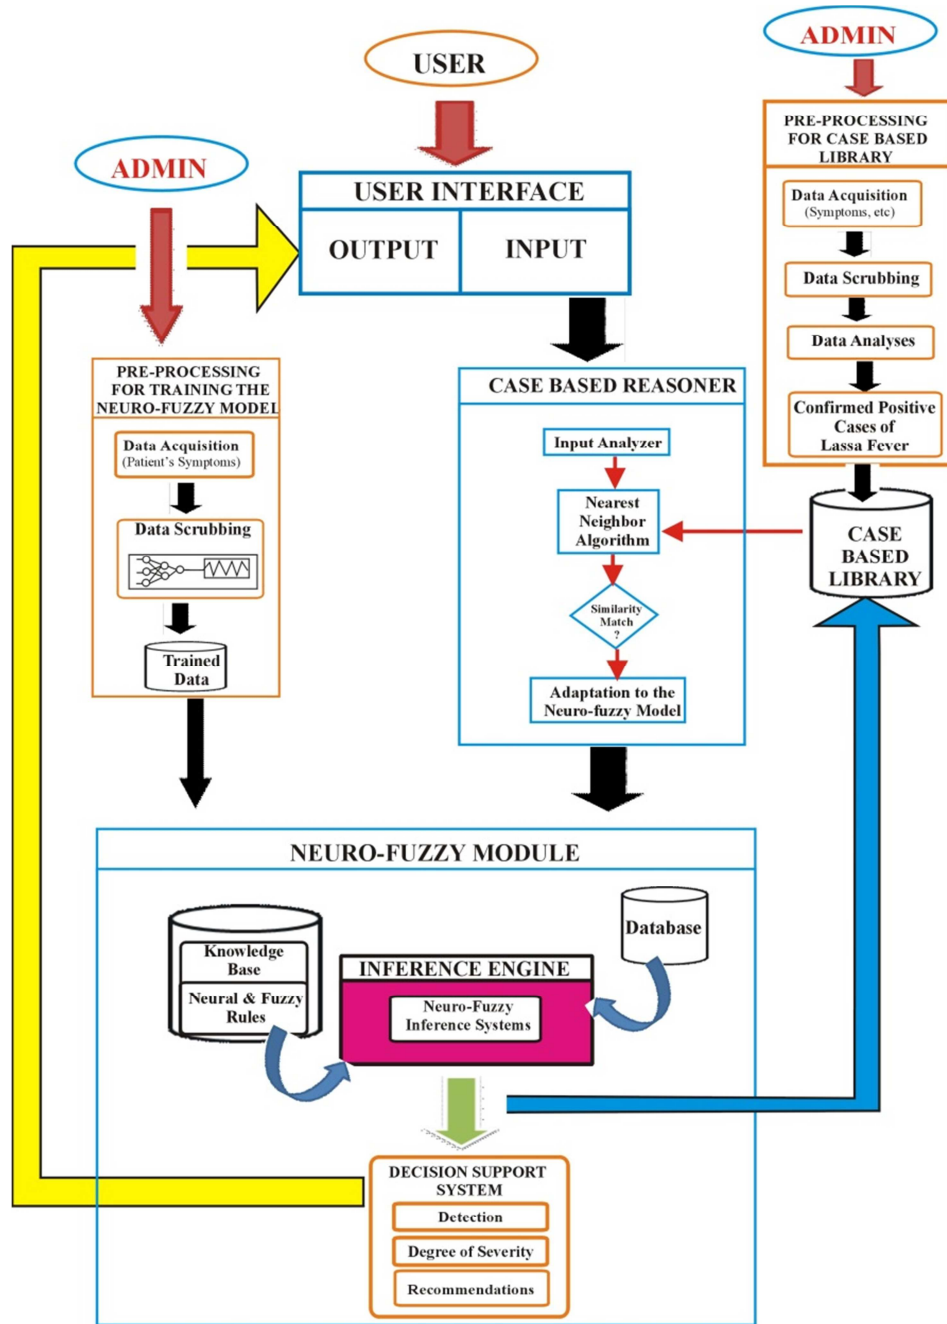 USER
ADMIN
USER INTERFACE
OUTPUT
INPUT
ADMIN
PRE-PROCESSING
FOR CASE BASED
LIBRARY
Data Acquisition
(Symptoms, etc)
Data Scrubbing
Data Analyses
Confirmed Positive
Cases of
Lassa Fever
CASE
BASED
LIBRARY
PRE-PROCESSING
FOR TRAINING THE
NEURO-FUZZY MODEL
Data Acquisition
(Patient's Symptoms)
Data Scrubbing
Trained
Data
CASE BASED REASONER
Input Analyzer
Nearest
Neighbor
Algorithm
Similarity
Match
?
Adaptation to the
Neuro-fuzzy Model
NEURO-FUZZY MODULE
Knowledge
Base
Neural & Fuzzy
Rules
INFERENCE ENGINE
Neuro-Fuzzy
Inference Systems
Database
DECISION SUPPORT
SYSTEM
Detection
Degree of Severity
Recommendations